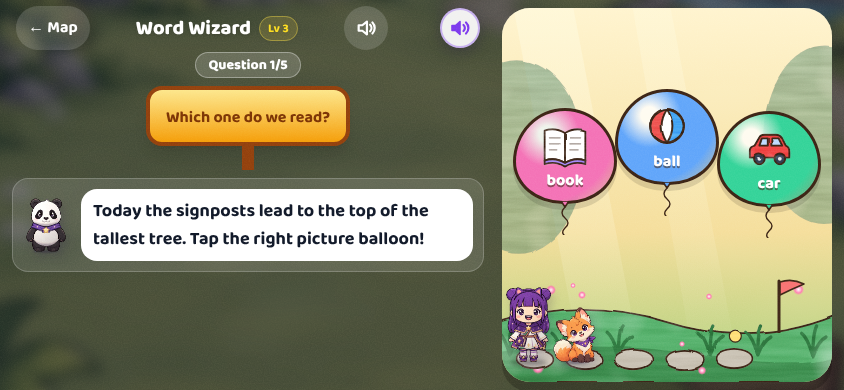 ← Map
Word Wizard
Lv 3
Question 1/5
Which one do we read?
Today the signposts lead to the top of the
tallest tree. Tap the right picture balloon!
book
ball
car